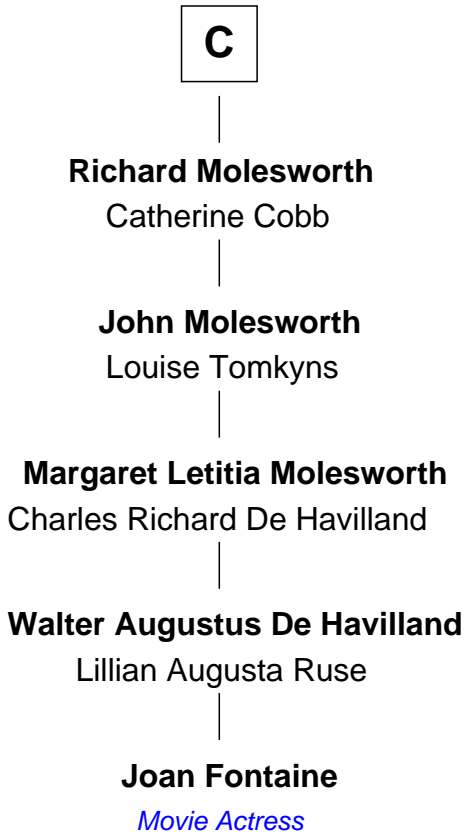 C
Richard Molesworth
Catherine Cobb
John Molesworth
Louise Tomkyns
Margaret Letitia Molesworth
Charles Richard De Havilland
Walter Augustus De Havilland
Lillian Augusta Ruse
Joan Fontaine
Movie Actress